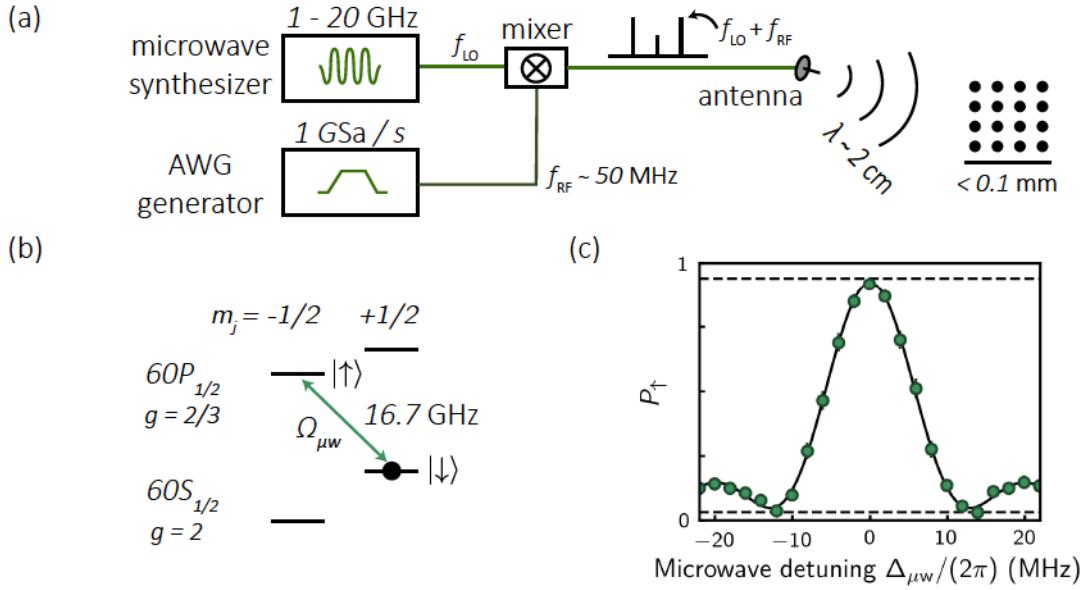 (a)
1 - 20 GHz
microwave
synthesizer
f_LO
mixer
f_LO + f_RF
antenna
λ ~ 2 cm
< 0.1 mm
1 GSa / s
AWG
generator
f_RF ~ 50 MHz
(b)
m_j = -1/2 +1/2
60P_1/2
g = 2/3
|↑⟩
16.7 GHz
Ω_μw
|↓⟩
60S_1/2
g = 2
(c)
1
P_↑
0
−20 −10 0 10 20
Microwave detuning Δ_μw/(2π) (MHz)